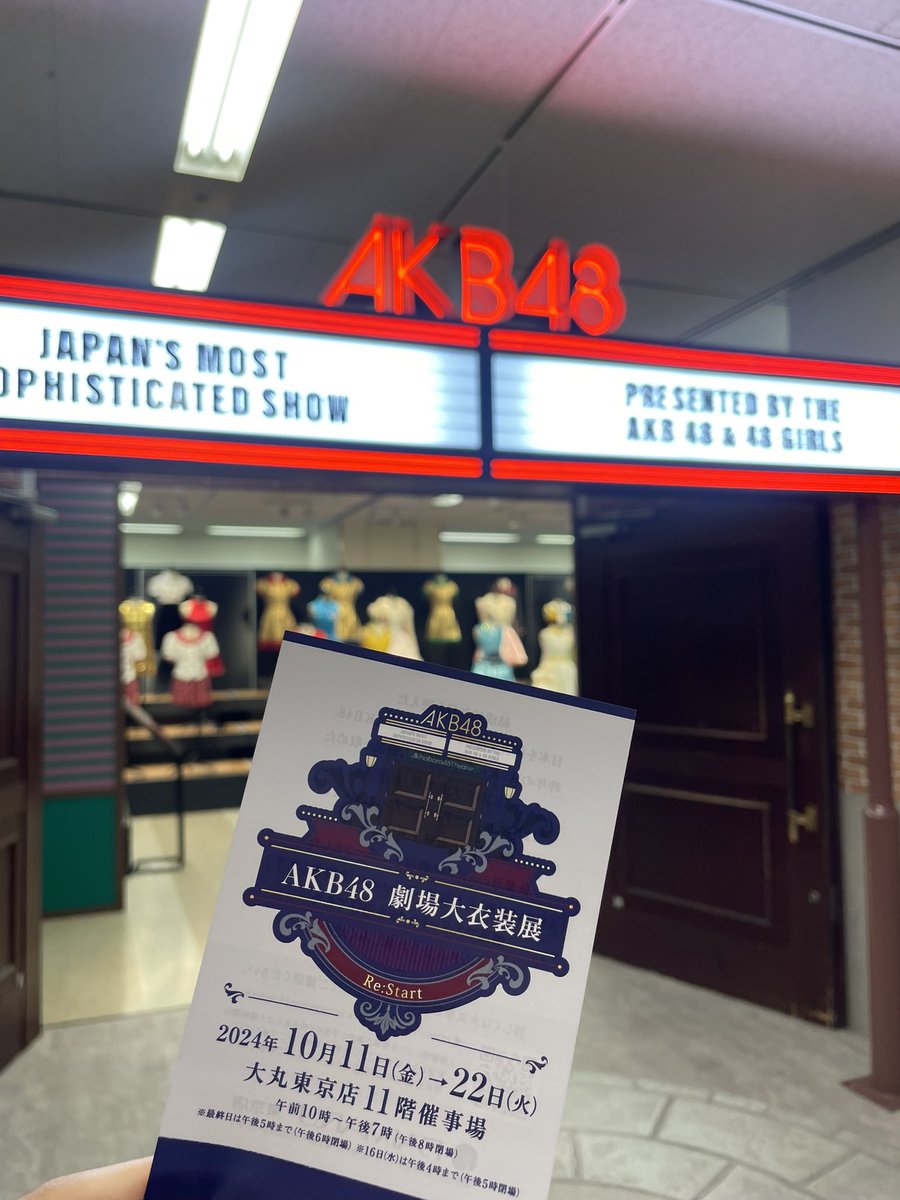 AKB48
JAPAN'S MOST
OPHISTICATED SHOW
PRESENTED BY THE
AKB 48 & 48 GIRLS
AKB48
Akihabara48Theater
AKB48 劇場大衣装展
Re:Start
2024年 10月11日(金)→22日(火)
大丸東京店11階催事場
午前10時〜午後7時(午後8時閉場)
※最終日は午後5時まで(午後6時閉場) ※16日(水)は午後4時まで(午後5時閉場)